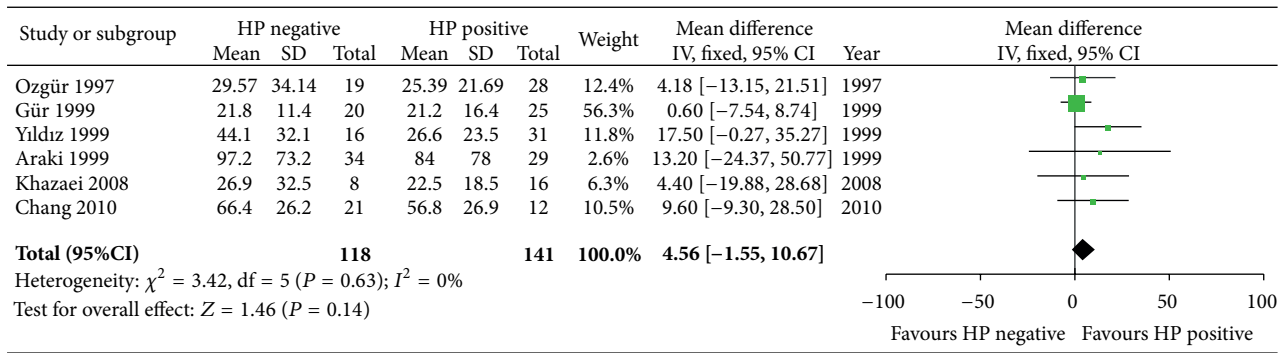 Study or subgroup HP negative HP positive Weight Mean difference Year Mean difference
Mean SD Total Mean SD Total IV, fixed, 95% CI IV, fixed, 95% CI
Ozgür 1997 29.57 34.14 19 25.39 21.69 28 12.4% 4.18 [−13.15, 21.51] 1997
Gür 1999 21.8 11.4 20 21.2 16.4 25 56.3% 0.60 [−7.54, 8.74] 1999
Yıldız 1999 44.1 32.1 16 26.6 23.5 31 11.8% 17.50 [−0.27, 35.27] 1999
Araki 1999 97.2 73.2 34 84 78 29 2.6% 13.20 [−24.37, 50.77] 1999
Khazaei 2008 26.9 32.5 8 22.5 18.5 16 6.3% 4.40 [−19.88, 28.68] 2008
Chang 2010 66.4 26.2 21 56.8 26.9 12 10.5% 9.60 [−9.30, 28.50] 2010
Total (95%CI) 118 141 100.0% 4.56 [−1.55, 10.67]
Heterogeneity: χ² = 3.42, df = 5 (P = 0.63); I² = 0%
Test for overall effect: Z = 1.46 (P = 0.14)
−100 −50 0 50 100
Favours HP negative Favours HP positive